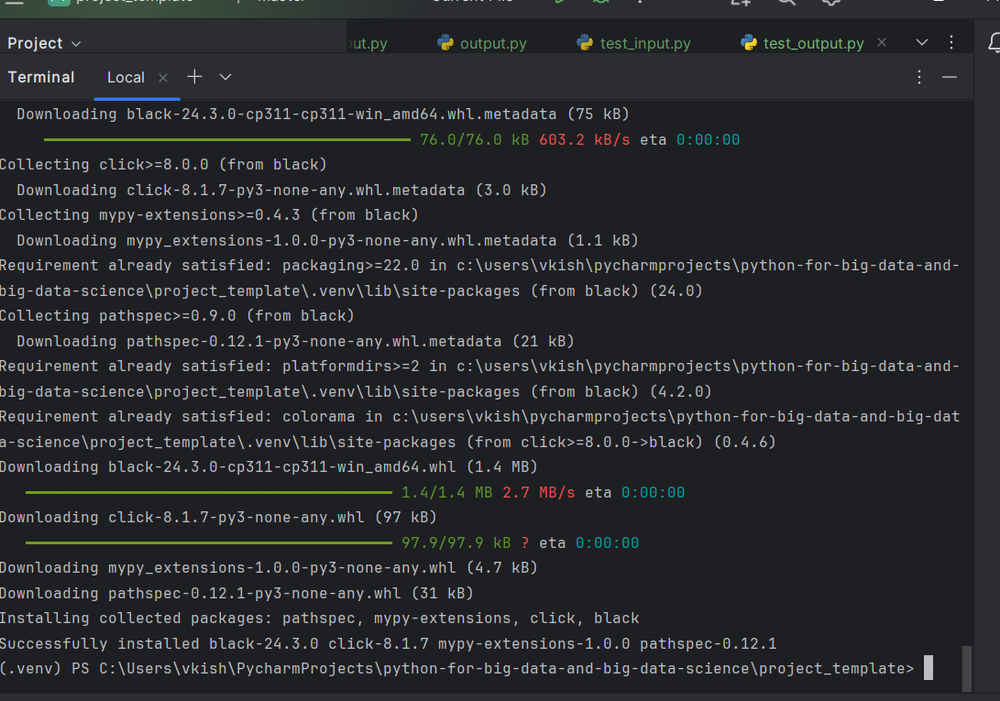 project_template
master
Current File
Project
ut.py
output.py
test_input.py
test_output.py
Terminal
Local
Downloading black-24.3.0-cp311-cp311-win_amd64.whl.metadata (75 kB)
76.0/76.0 kB 603.2 kB/s eta 0:00:00
Collecting click>=8.0.0 (from black)
Downloading click-8.1.7-py3-none-any.whl.metadata (3.0 kB)
Collecting mypy-extensions>=0.4.3 (from black)
Downloading mypy_extensions-1.0.0-py3-none-any.whl.metadata (1.1 kB)
Requirement already satisfied: packaging>=22.0 in c:\users\vkish\pycharmprojects\python-for-big-data-and-
big-data-science\project_template\.venv\lib\site-packages (from black) (24.0)
Collecting pathspec>=0.9.0 (from black)
Downloading pathspec-0.12.1-py3-none-any.whl.metadata (21 kB)
Requirement already satisfied: platformdirs>=2 in c:\users\vkish\pycharmprojects\python-for-big-data-and-
big-data-science\project_template\.venv\lib\site-packages (from black) (4.2.0)
Requirement already satisfied: colorama in c:\users\vkish\pycharmprojects\python-for-big-data-and-big-dat
a-science\project_template\.venv\lib\site-packages (from click>=8.0.0->black) (0.4.6)
Downloading black-24.3.0-cp311-cp311-win_amd64.whl (1.4 MB)
1.4/1.4 MB 2.7 MB/s eta 0:00:00
Downloading click-8.1.7-py3-none-any.whl (97 kB)
97.9/97.9 kB ? eta 0:00:00
Downloading mypy_extensions-1.0.0-py3-none-any.whl (4.7 kB)
Downloading pathspec-0.12.1-py3-none-any.whl (31 kB)
Installing collected packages: pathspec, mypy-extensions, click, black
Successfully installed black-24.3.0 click-8.1.7 mypy-extensions-1.0.0 pathspec-0.12.1
(.venv) PS C:\Users\vkish\PycharmProjects\python-for-big-data-and-big-data-science\project_template>